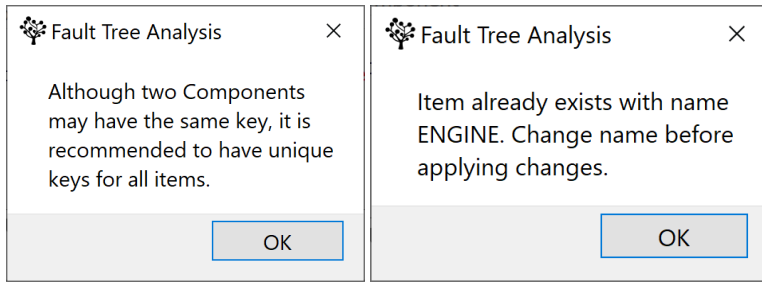 Fault Tree Analysis
Although two Components
may have the same key, it is
recommended to have unique
keys for all items.
OK
Fault Tree Analysis
Item already exists with name
ENGINE. Change name before
applying changes.
OK